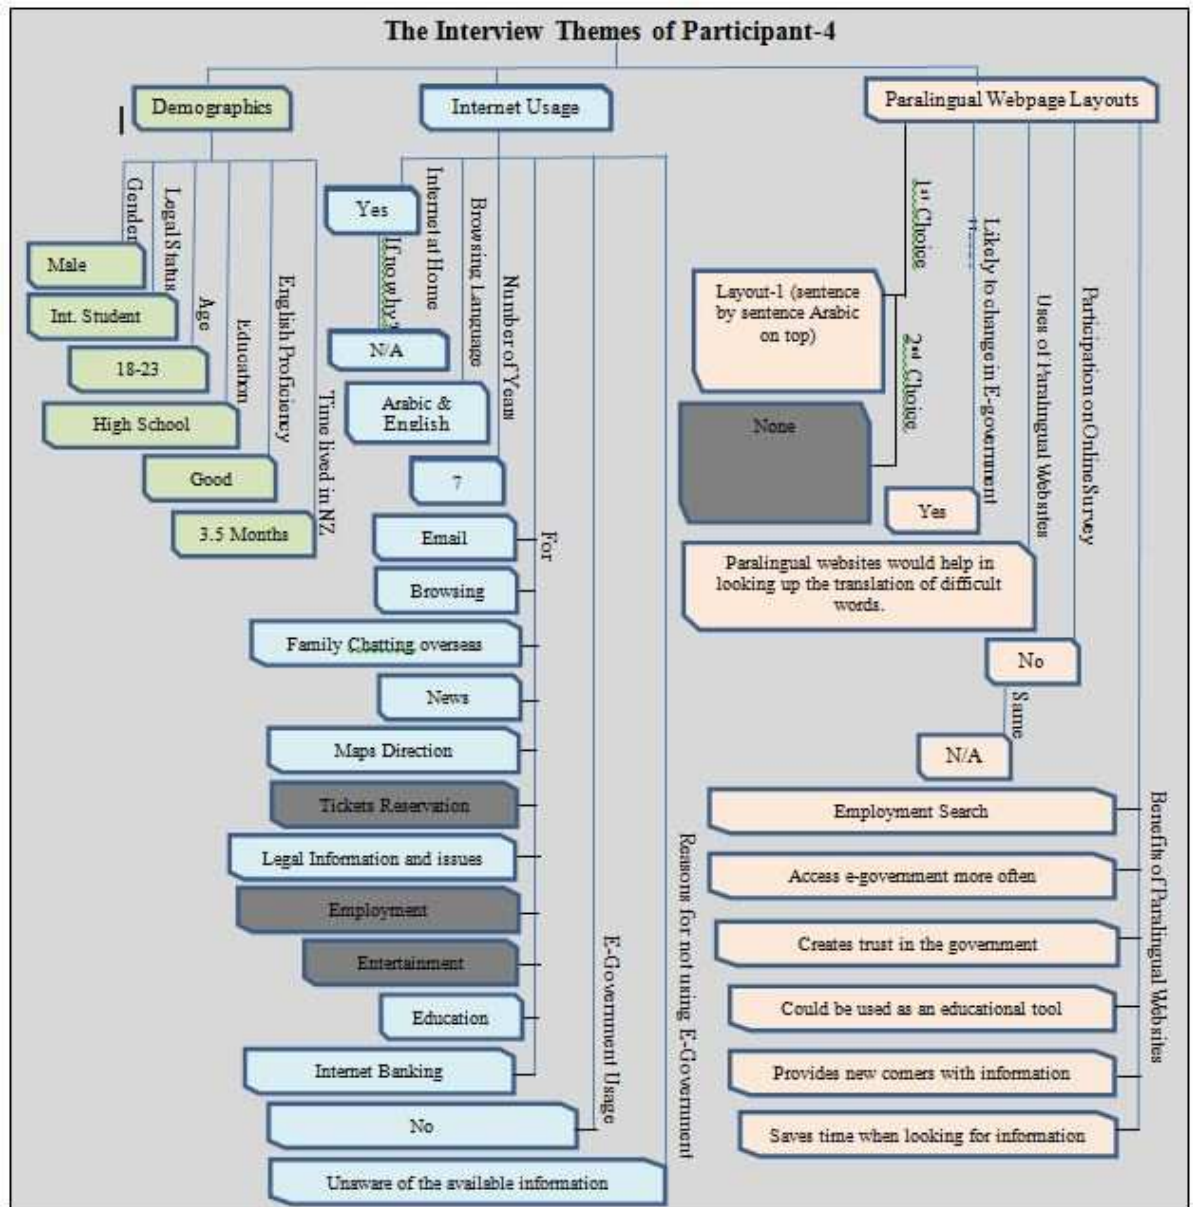 The Interview Themes of Participant-4
Demographics
Gender
Male
Legal Status
Int. Student
Age
18-23
Education
High School
English Proficiency
Good
Time lived in NZ
3.5 Months
Internet Usage
Internet at Home
Yes
If no why?
N/A
Browsing Language
Arabic &
English
Number of Years
7
For
Email
Browsing
Family Chatting overseas
News
Maps Direction
Tickets Reservation
Legal Information and issues
Employment
Entertainment
Education
Internet Banking
E-Government Usage
No
Reasons for not using E-Government
Unaware of the available information
Paralingual Webpage Layouts
1st Choice
Layout-1 (sentence
by sentence Arabic
on top)
2nd Choice
None
Likely to change in E-government
Yes
Uses of Paralingual Websites
Paralingual websites would help in
looking up the translation of difficult
words.
Participation on Online Survey
No
Same
N/A
Benefits of Paralingual Websites
Employment Search
Access e-government more often
Creates trust in the government
Could be used as an educational tool
Provides new comers with information
Saves time when looking for information